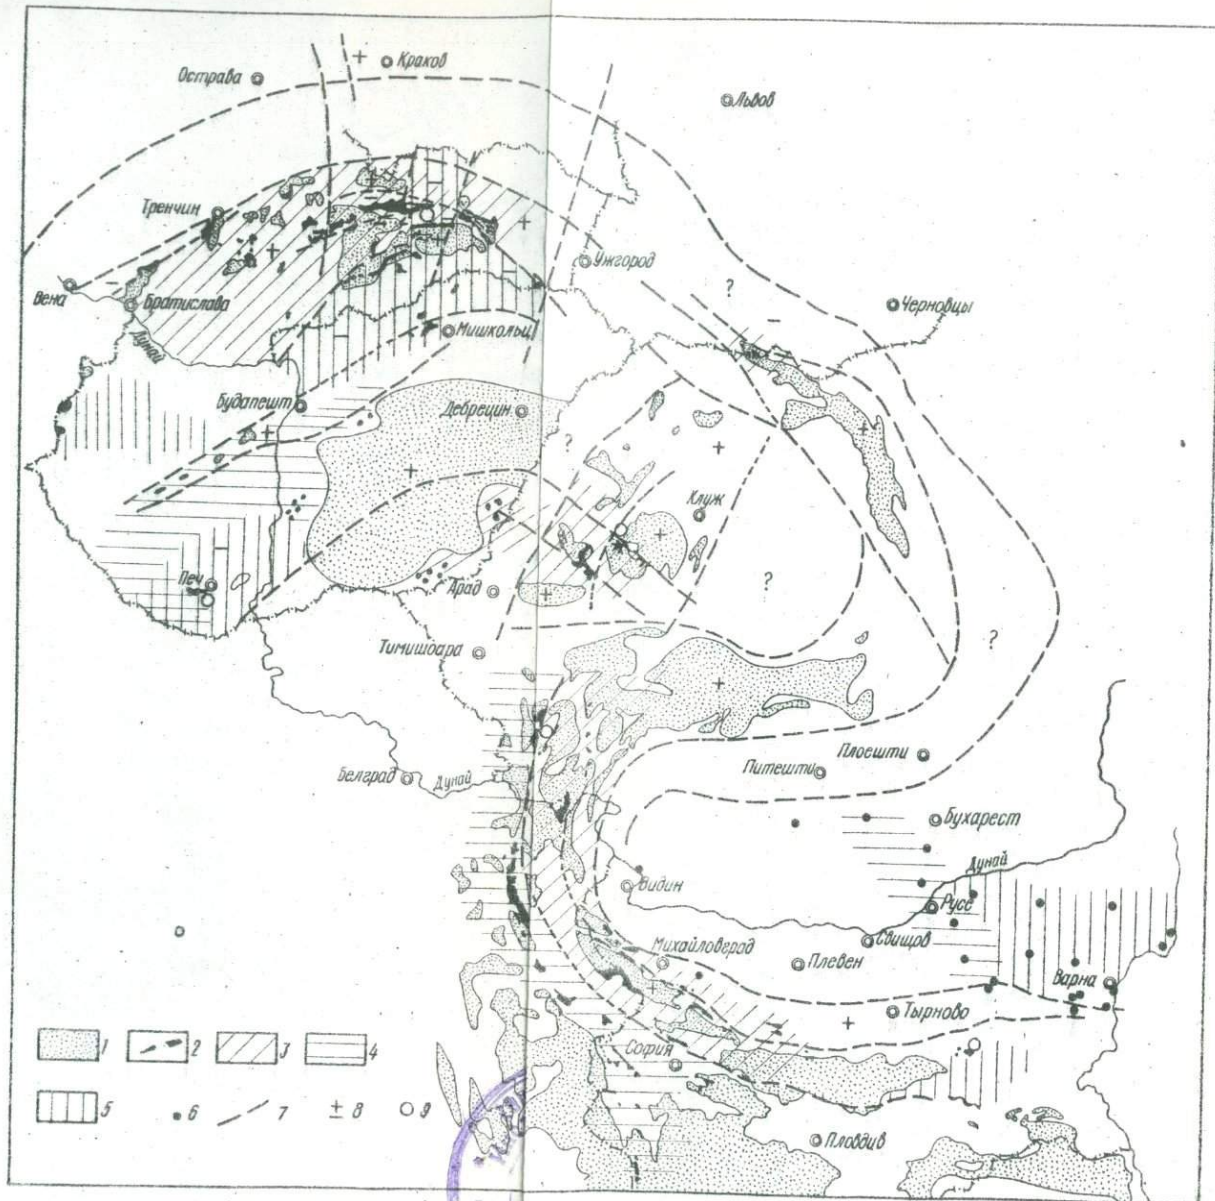 Краков
Острава
Львов
Тренчин
Ужгород
?
Вена
Братислава
Черновцы
Дунай
Мишкольц
Будапешт
Дебрецин
?
Клуж
Печ
Арад
?
?
Тимишоара
Плоешти
Питешти
Белград
Дунай
Бухарест
Дунай
Видин
Русе
Свищов
Михайловград
Плевен
Варна
Тырново
София
Пловдив
1 2 3 4
5 6 7 ± 8 9